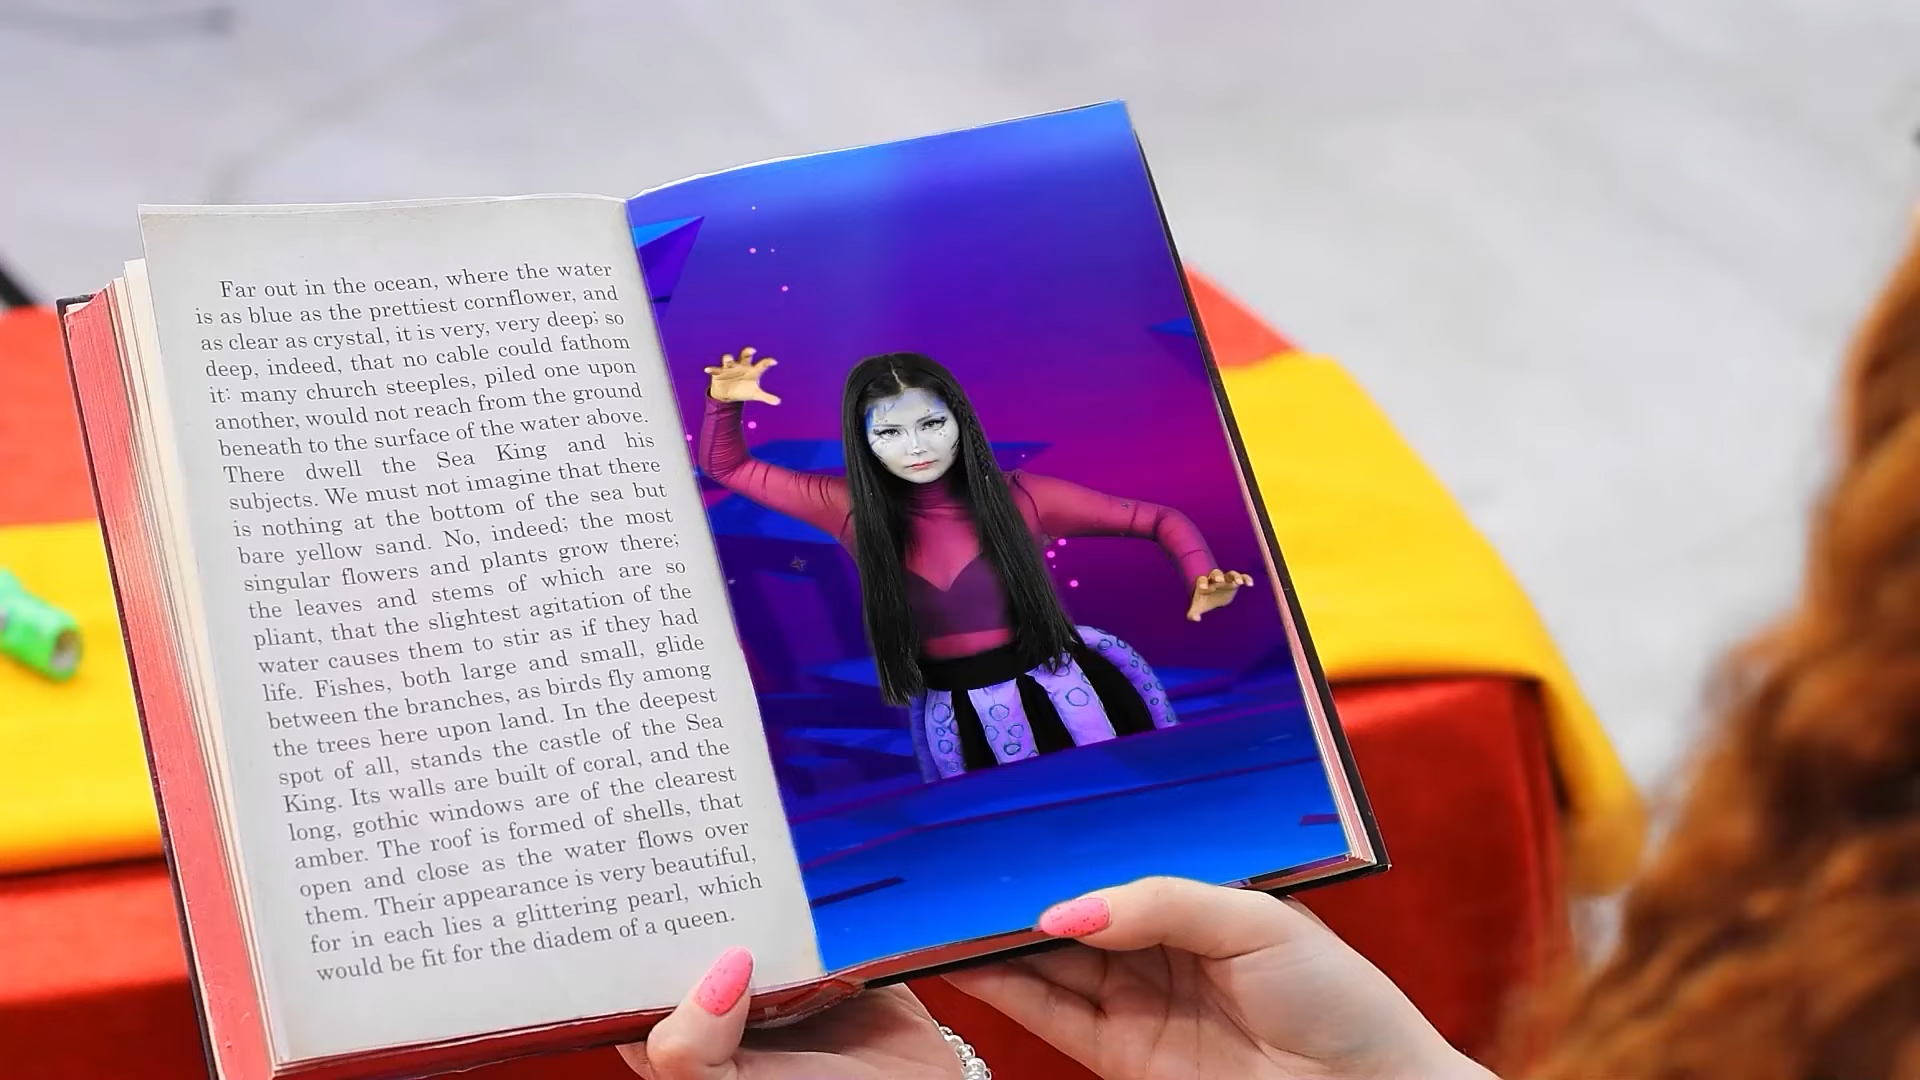 Far out in the ocean, where the water
is as blue as the prettiest cornflower, and
as clear as crystal, it is very, very deep; so
deep, indeed, that no cable could fathom
it: many church steeples, piled one upon
another, would not reach from the ground
beneath to the surface of the water above.
There dwell the Sea King and his
subjects. We must not imagine that there
is nothing at the bottom of the sea but
bare yellow sand. No, indeed; the most
singular flowers and plants grow there;
the leaves and stems of which are so
pliant, that the slightest agitation of the
water causes them to stir as if they had
life. Fishes, both large and small, glide
between the branches, as birds fly among
the trees here upon land. In the deepest
spot of all, stands the castle of the Sea
King. Its walls are built of coral, and the
long, gothic windows are of the clearest
amber. The roof is formed of shells, that
open and close as the water flows over
them. Their appearance is very beautiful,
for in each lies a glittering pearl, which
would be fit for the diadem of a queen.